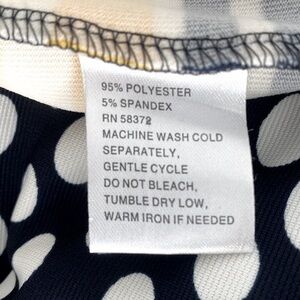 95% POLYESTER
5% SPANDEX
RN 58372
MACHINE WASH COLD
SEPARATELY,
GENTLE CYCLE
DO NOT BLEACH,
TUMBLE DRY LOW,
WARM IRON IF NEEDED